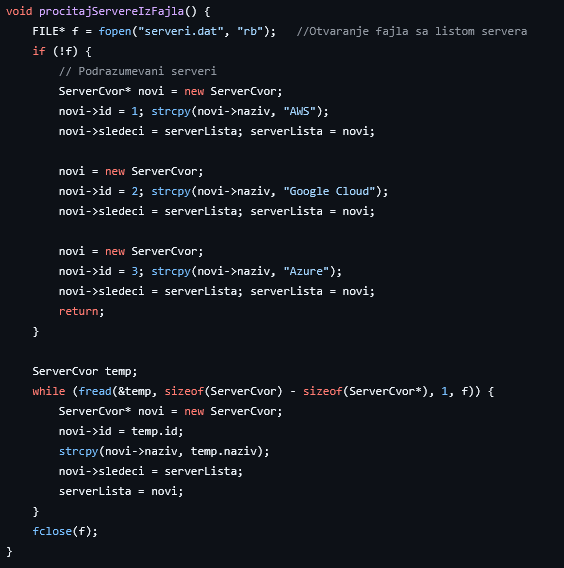 void procitajServereIzFajla() {
    FILE* f = fopen("serveri.dat", "rb");   //Otvaranje fajla sa listom servera
    if (!f) {
        // Podrazumevani serveri
        ServerCvor* novi = new ServerCvor;
        novi->id = 1; strcpy(novi->naziv, "AWS");
        novi->sledeci = serverLista; serverLista = novi;

        novi = new ServerCvor;
        novi->id = 2; strcpy(novi->naziv, "Google Cloud");
        novi->sledeci = serverLista; serverLista = novi;

        novi = new ServerCvor;
        novi->id = 3; strcpy(novi->naziv, "Azure");
        novi->sledeci = serverLista; serverLista = novi;
        return;
    }

    ServerCvor temp;
    while (fread(&temp, sizeof(ServerCvor) - sizeof(ServerCvor*), 1, f)) {
        ServerCvor* novi = new ServerCvor;
        novi->id = temp.id;
        strcpy(novi->naziv, temp.naziv);
        novi->sledeci = serverLista;
        serverLista = novi;
    }
    fclose(f);
}